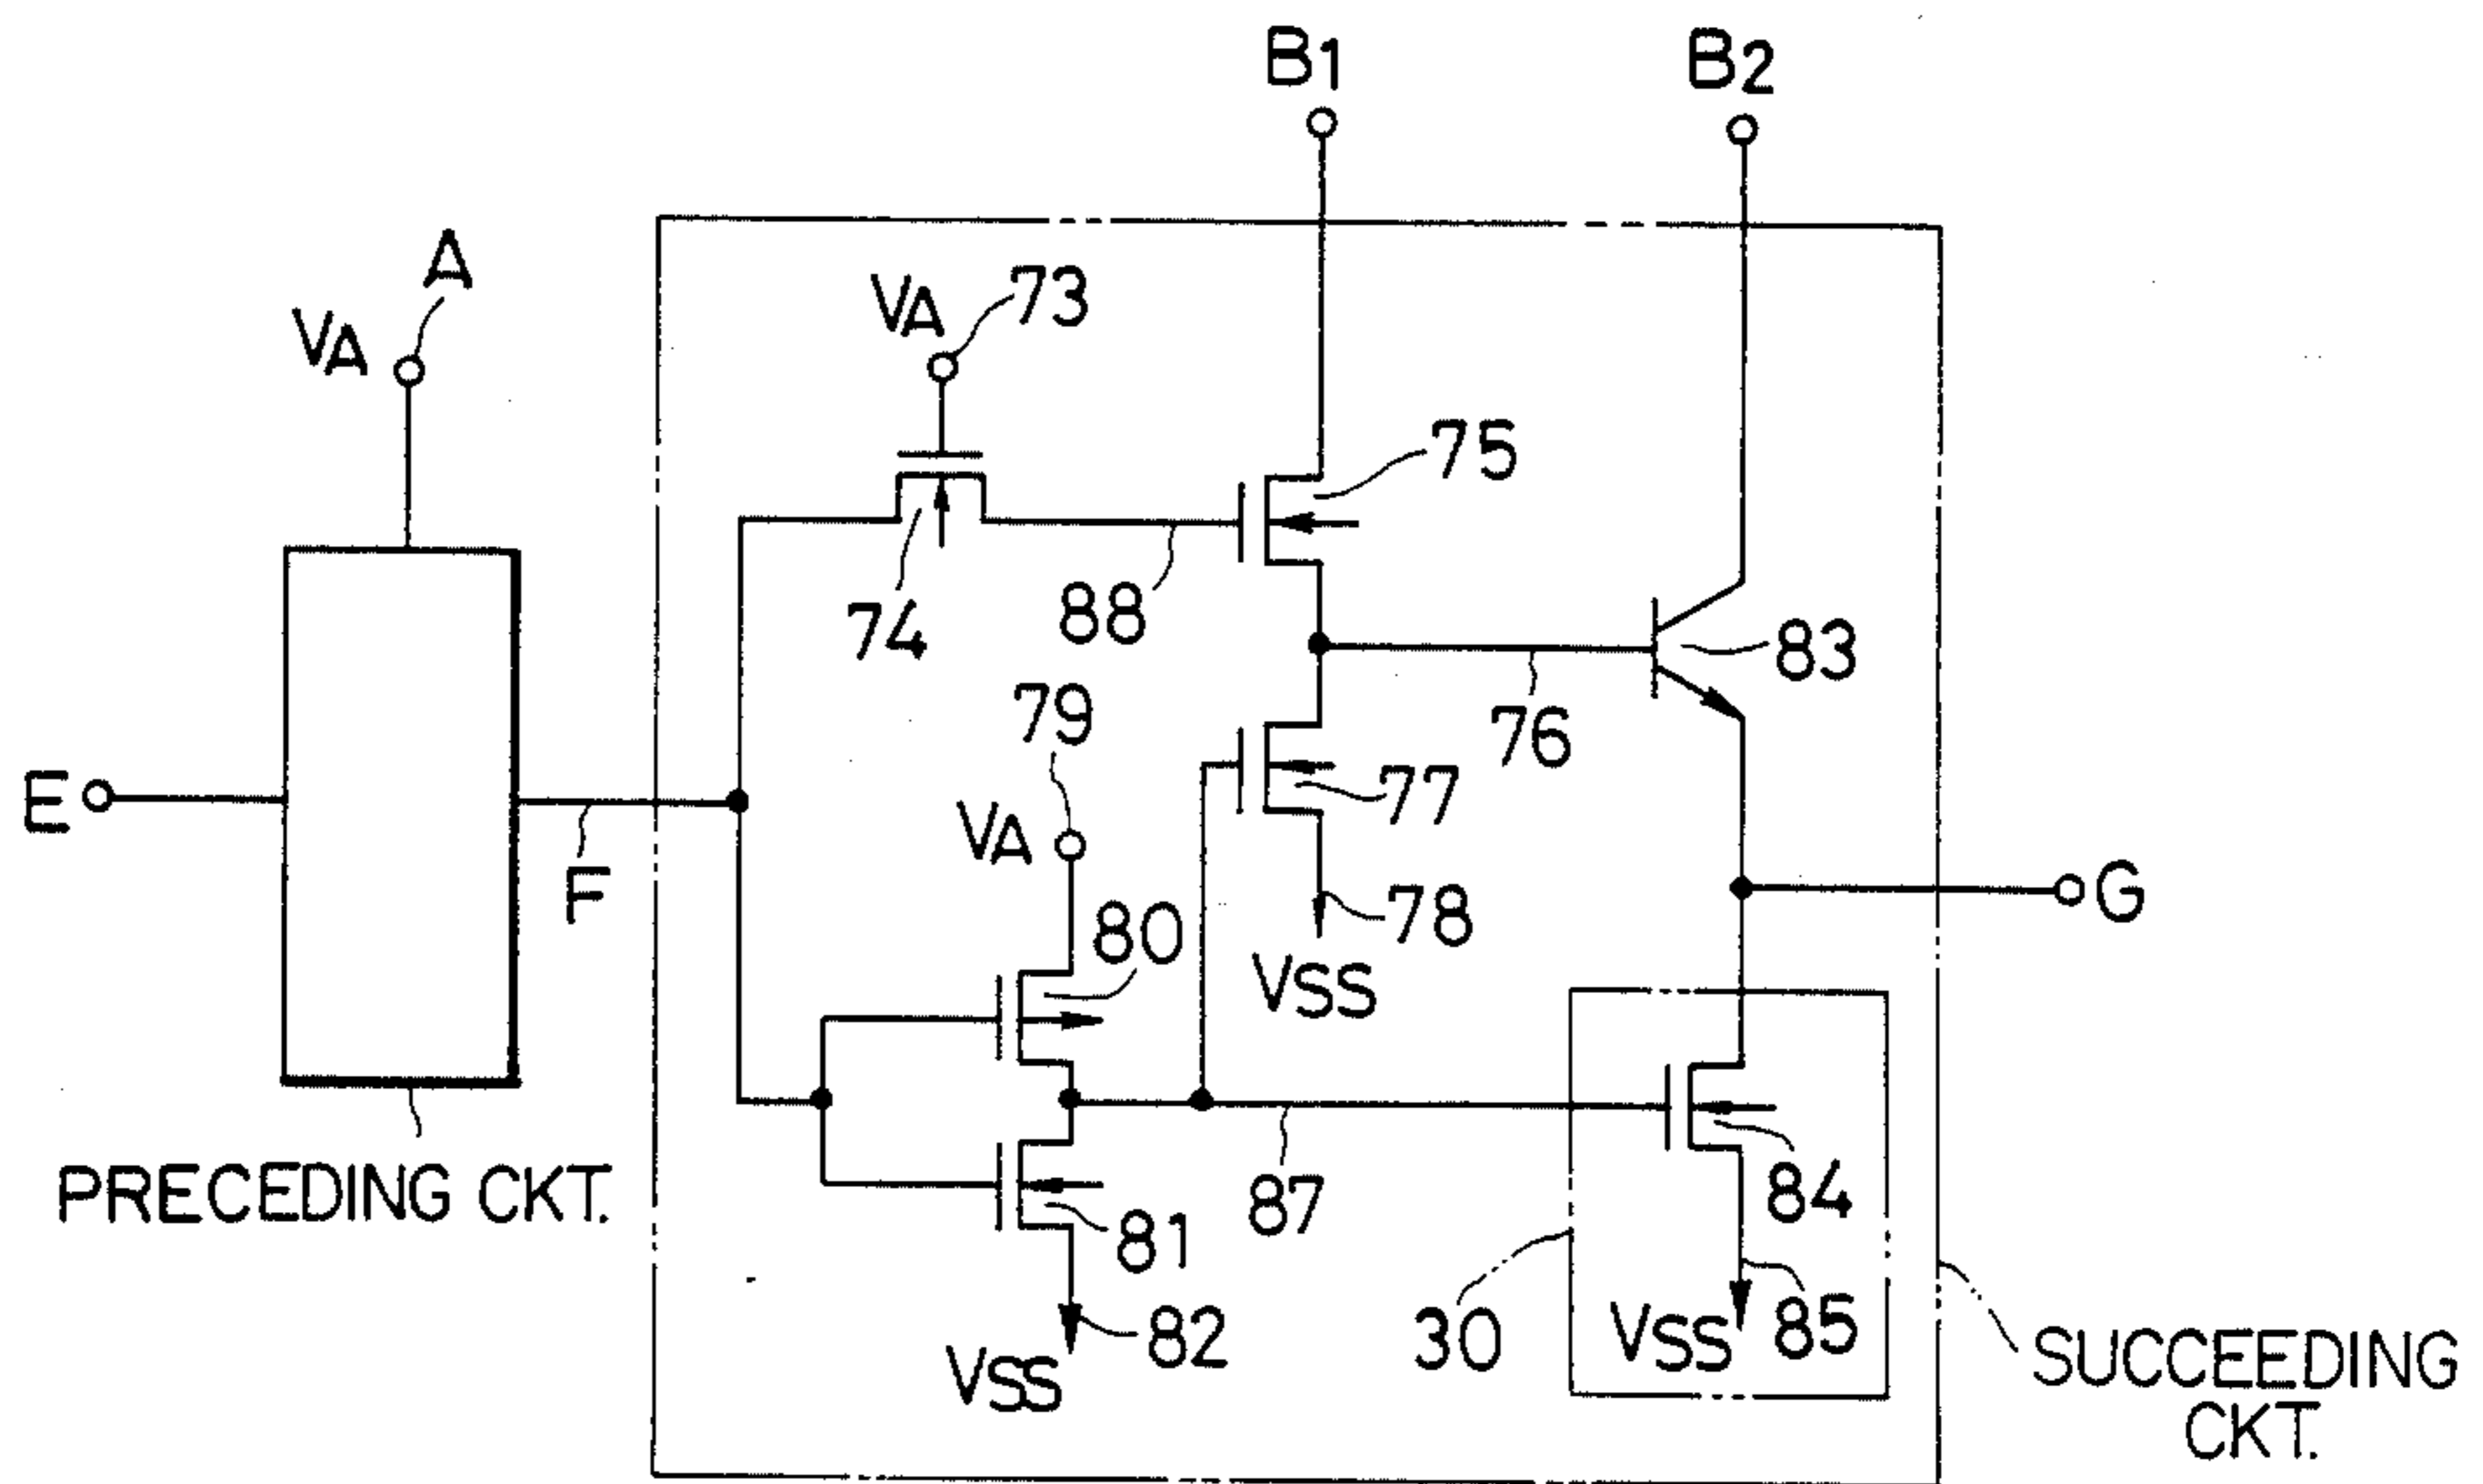 B1
B2
A
VA
VA
73
75
74
88
83
79
76
E
VA
77
F
80
78
G
VSS
84
87
81
30
82
VSS
85
VSS
PRECEDING CKT.
SUCCEEDING
CKT.